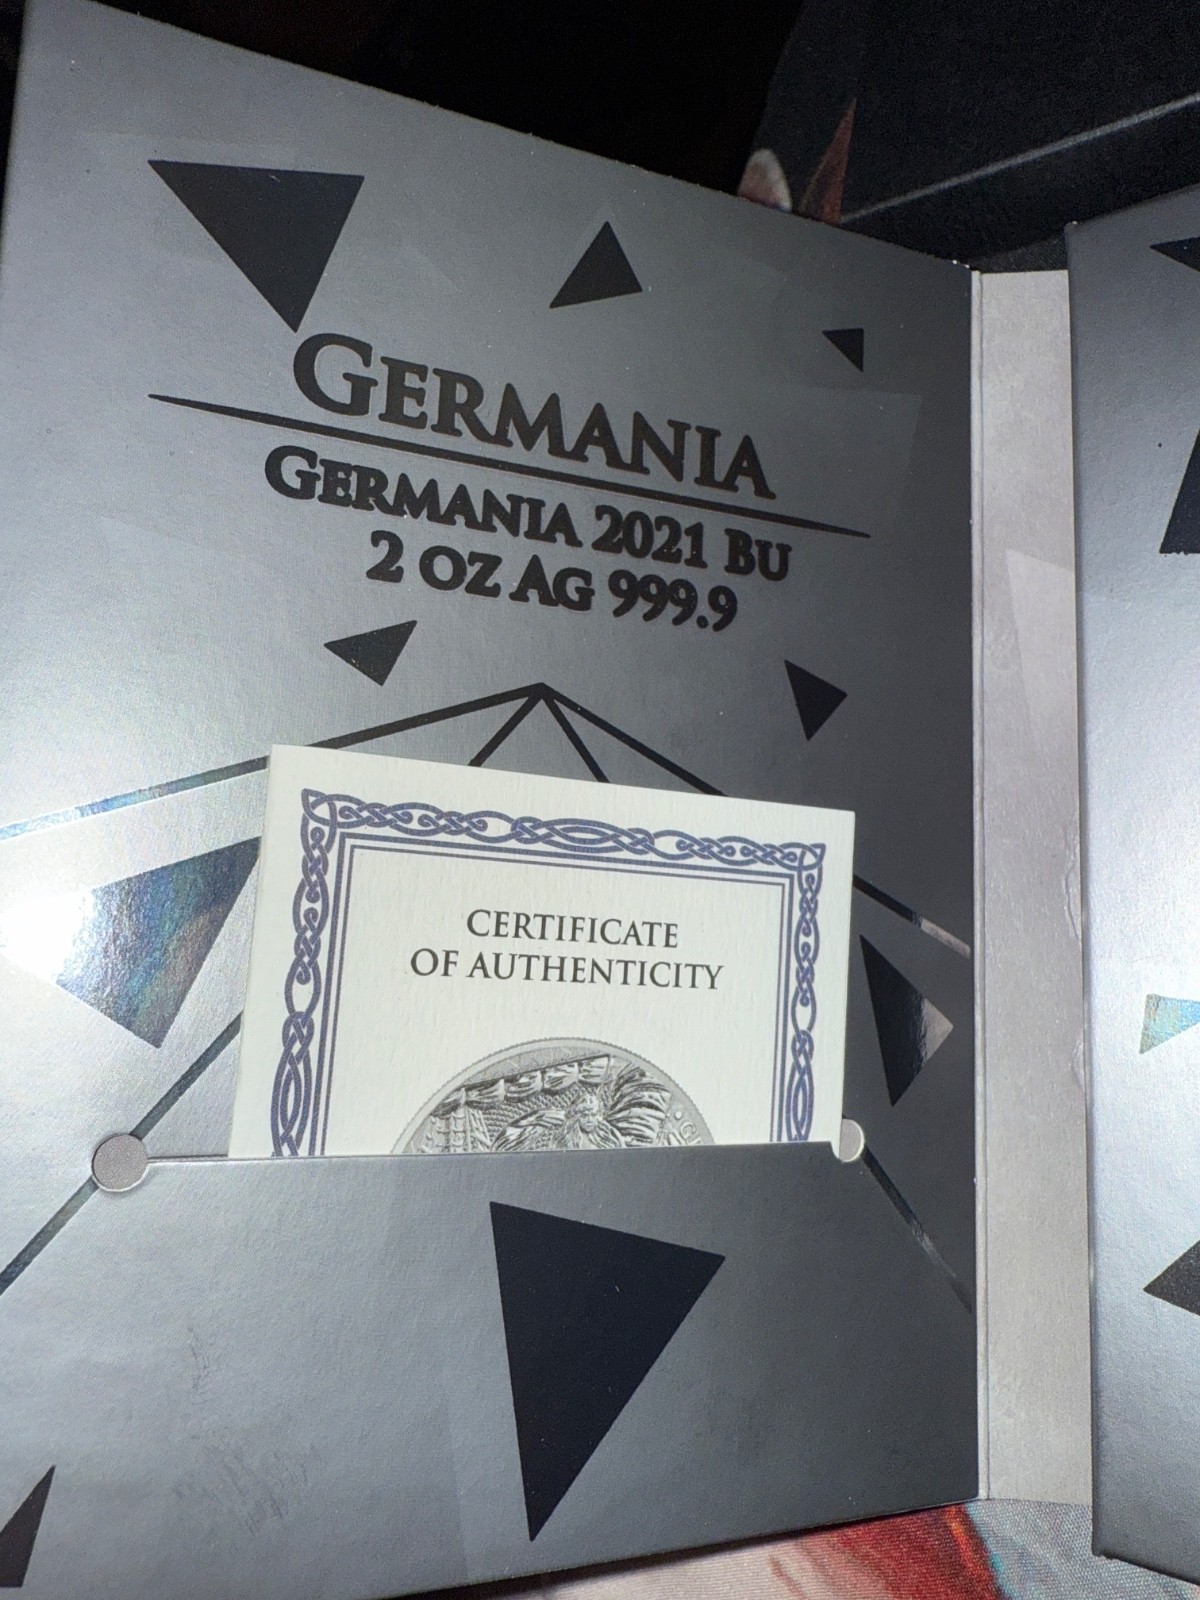 GERMANIA
GERMANIA 2021 BU
2 OZ AG 999.9
CERTIFICATE
OF AUTHENTICITY